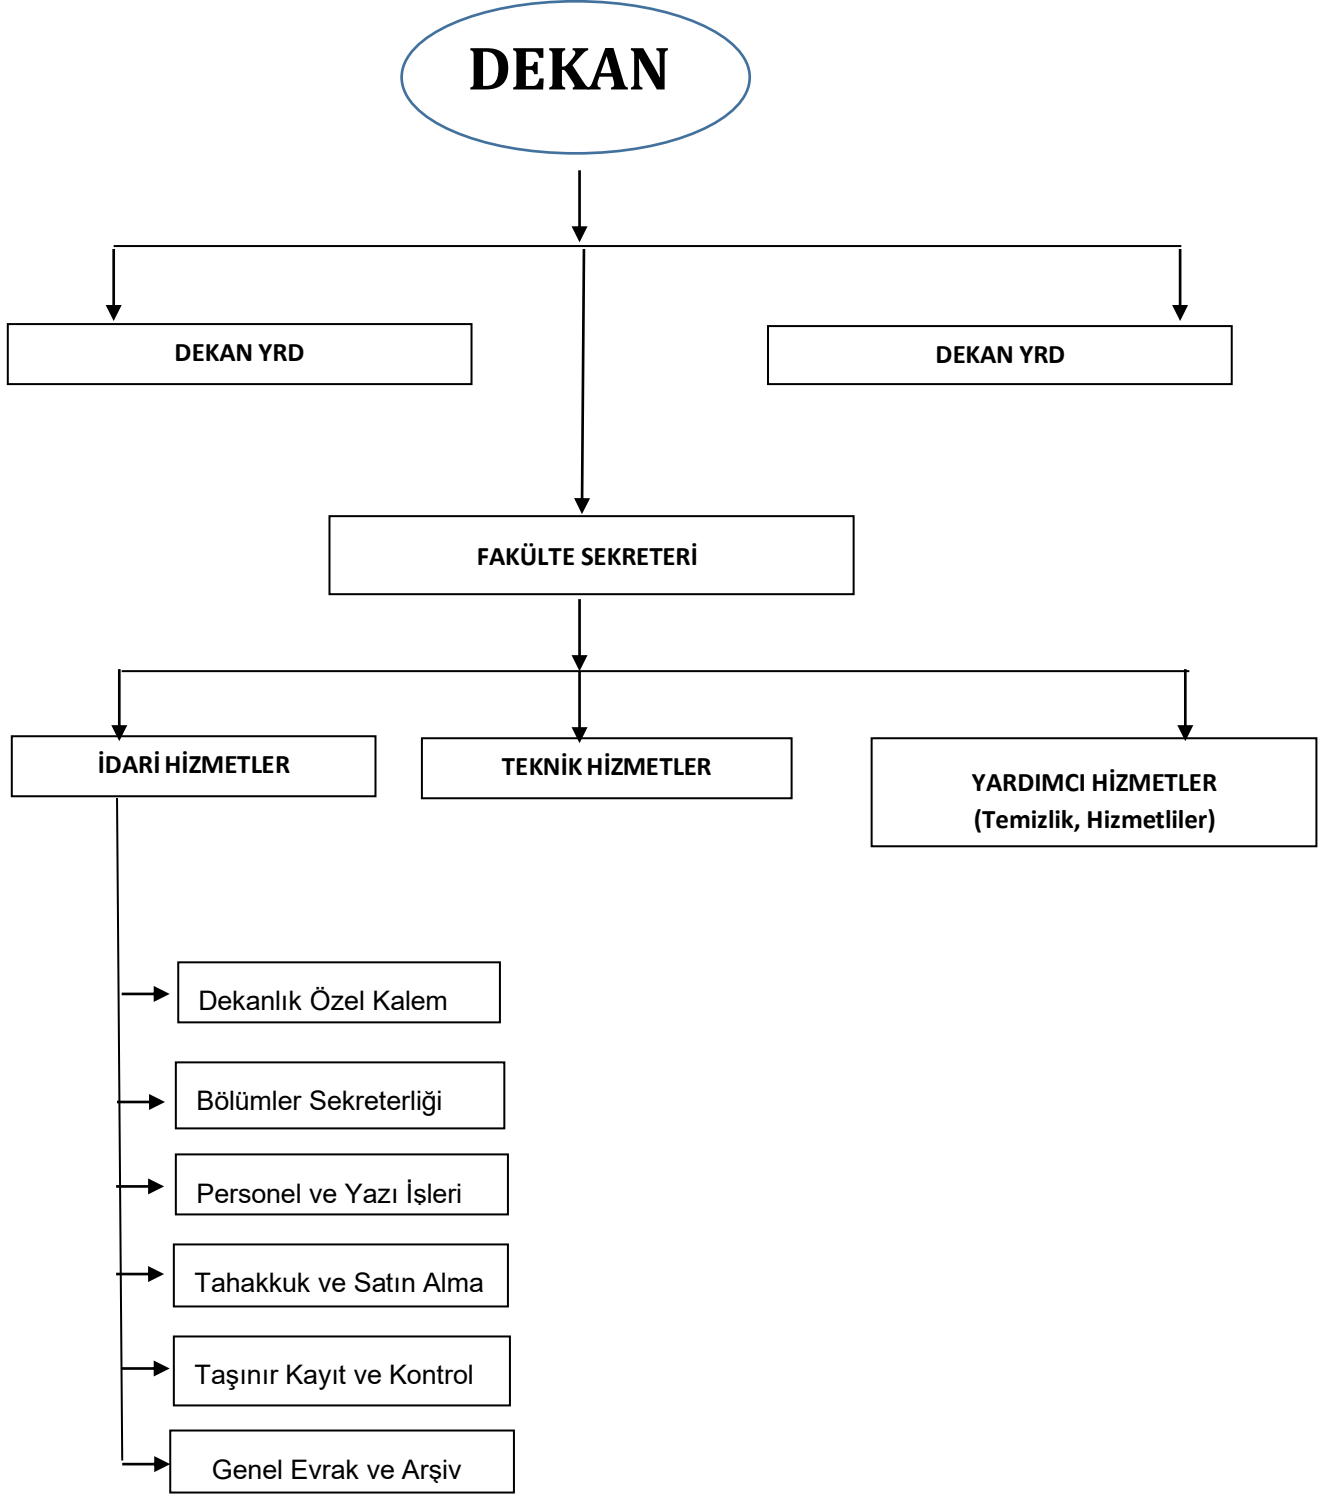 DEKAN
DEKAN YRD
DEKAN YRD
FAKÜLTE SEKRETERİ
İDARİ HİZMETLER
TEKNİK HİZMETLER
YARDIMCI HİZMETLER
(Temizlik, Hizmetliler)
Dekanlık Özel Kalem
Bölümler Sekreterliği
Personel ve Yazı İşleri
Tahakkuk ve Satın Alma
Taşınır Kayıt ve Kontrol
Genel Evrak ve Arşiv